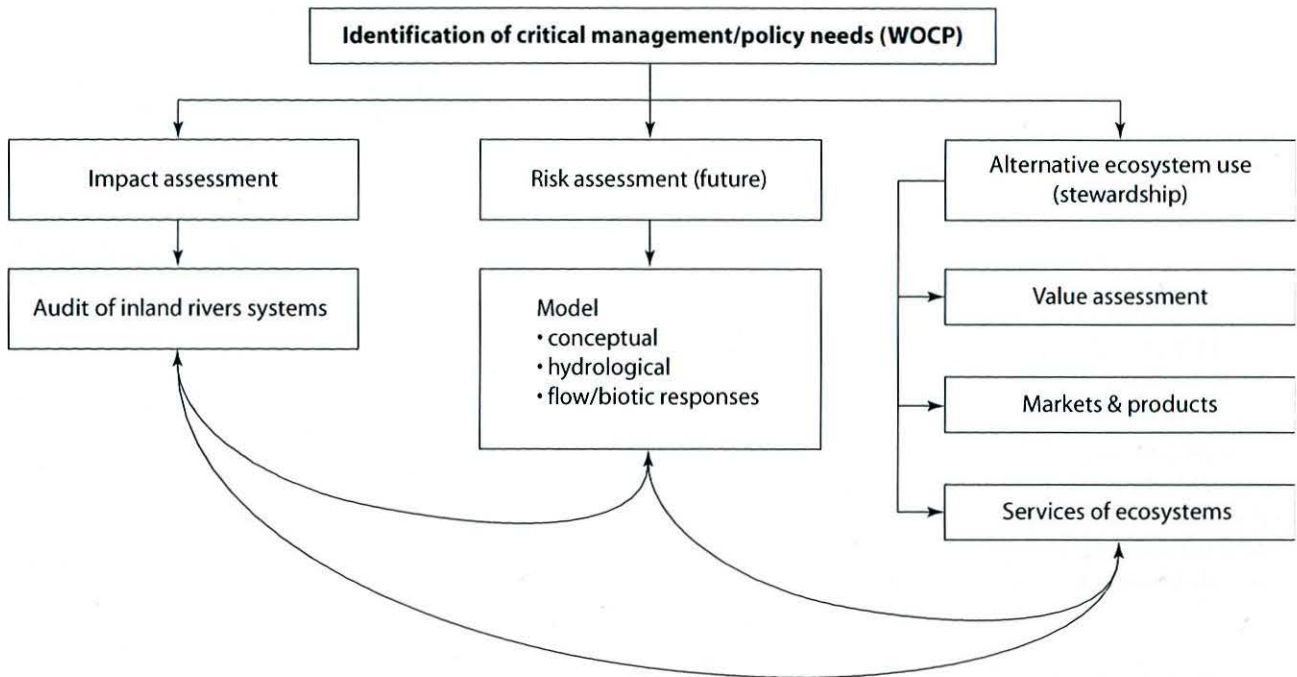 Identification of critical management/policy needs (WOCP)
Impact assessment
Risk assessment (future)
Alternative ecosystem use
(stewardship)
Audit of inland rivers systems
Model
• conceptual
• hydrological
• flow/biotic responses
Value assessment
Markets & products
Services of ecosystems